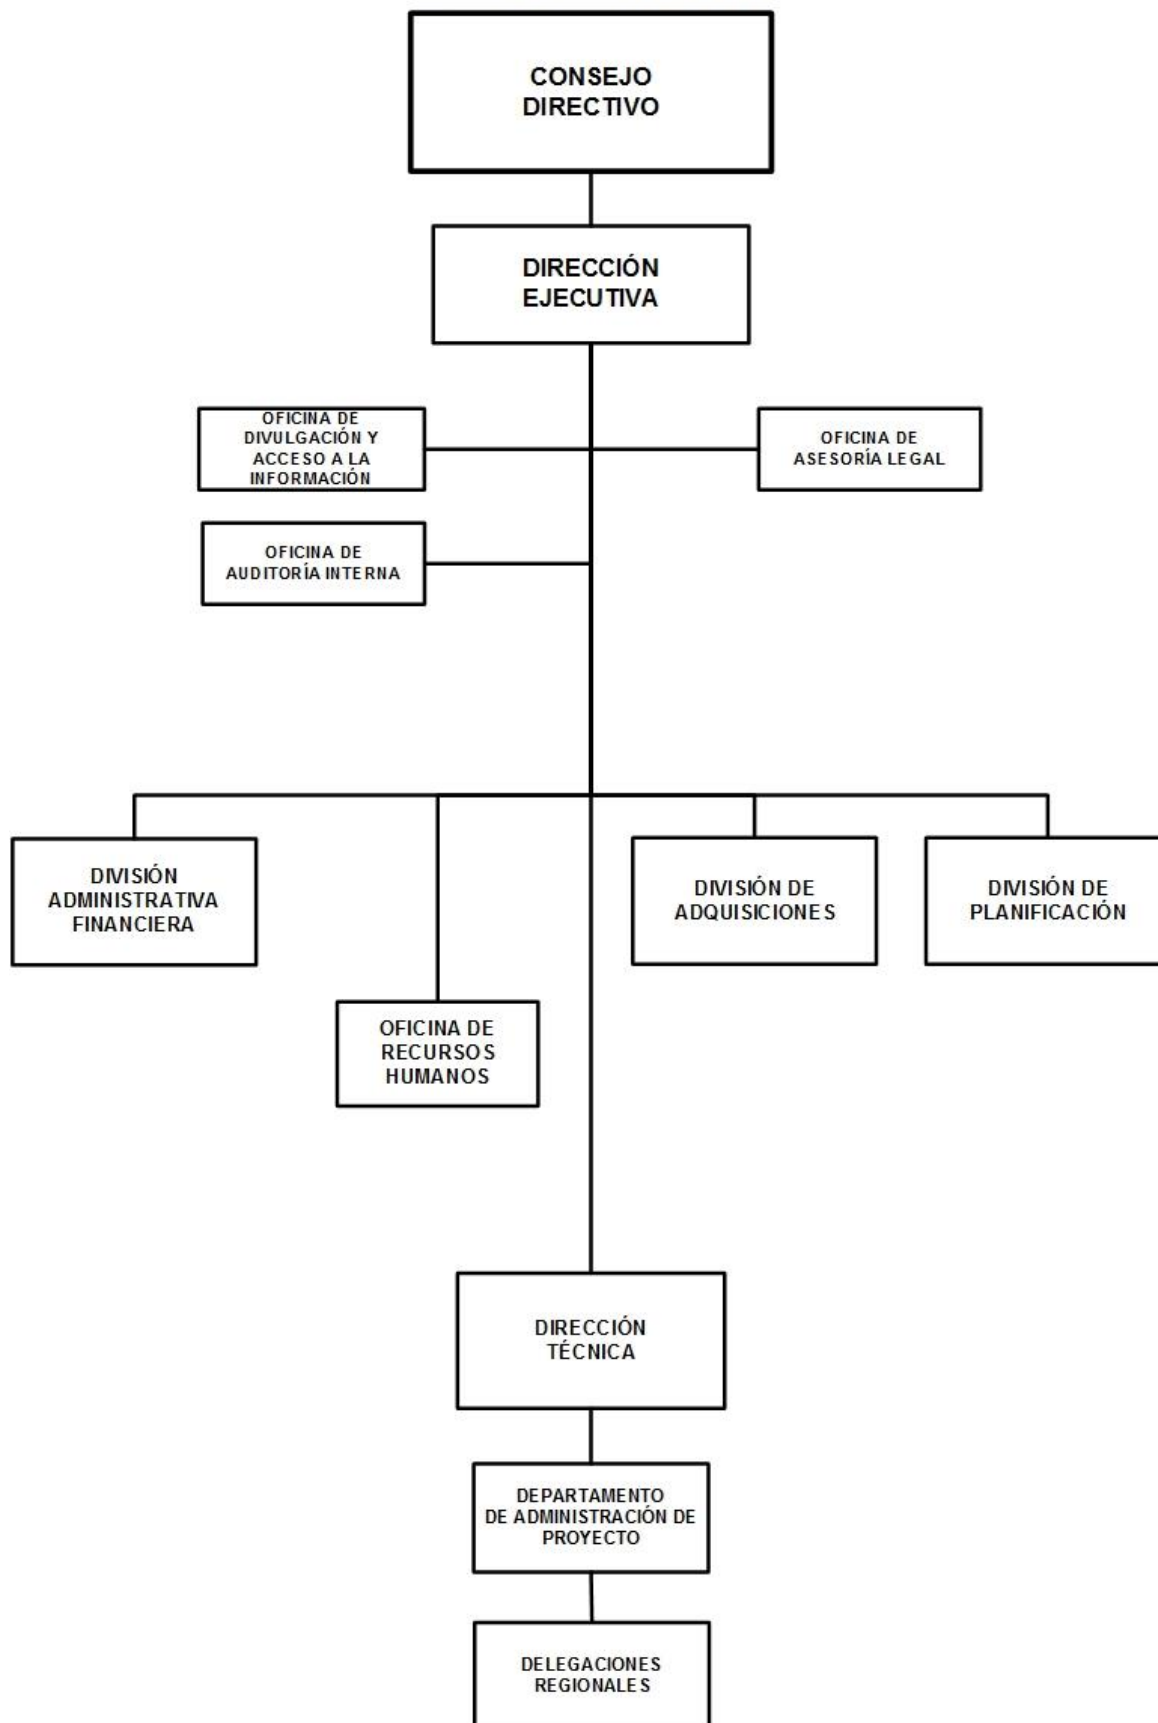 CONSEJO
DIRECTIVO
DIRECCIÓN
EJECUTIVA
OFICINA DE
DIVULGACIÓN Y
ACCESO A LA
INFORMACIÓN
OFICINA DE
ASESORÍA LEGAL
OFICINA DE
AUDITORÍA INTERNA
DIVISIÓN
ADMINISTRATIVA
FINANCIERA
DIVISIÓN DE
ADQUISICIONES
DIVISIÓN DE
PLANIFICACIÓN
OFICINA DE
RECURSOS
HUMANOS
DIRECCIÓN
TÉCNICA
DEPARTAMENTO
DE ADMINISTRACIÓN DE
PROYECTO
DELEGACIONES
REGIONALES